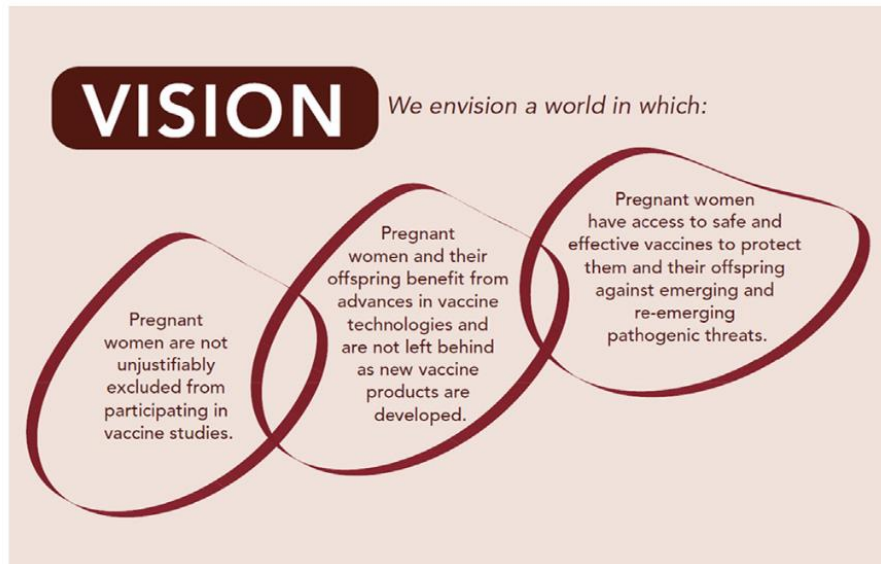 VISION
We envision a world in which:
Pregnant
women are not
unjustifiably
excluded from
participating in
vaccine studies.
Pregnant
women and their
offspring benefit from
advances in vaccine
technologies and
are not left behind
as new vaccine
products are
developed.
Pregnant women
have access to safe and
effective vaccines to protect
them and their offspring
against emerging and
re-emerging
pathogenic threats.